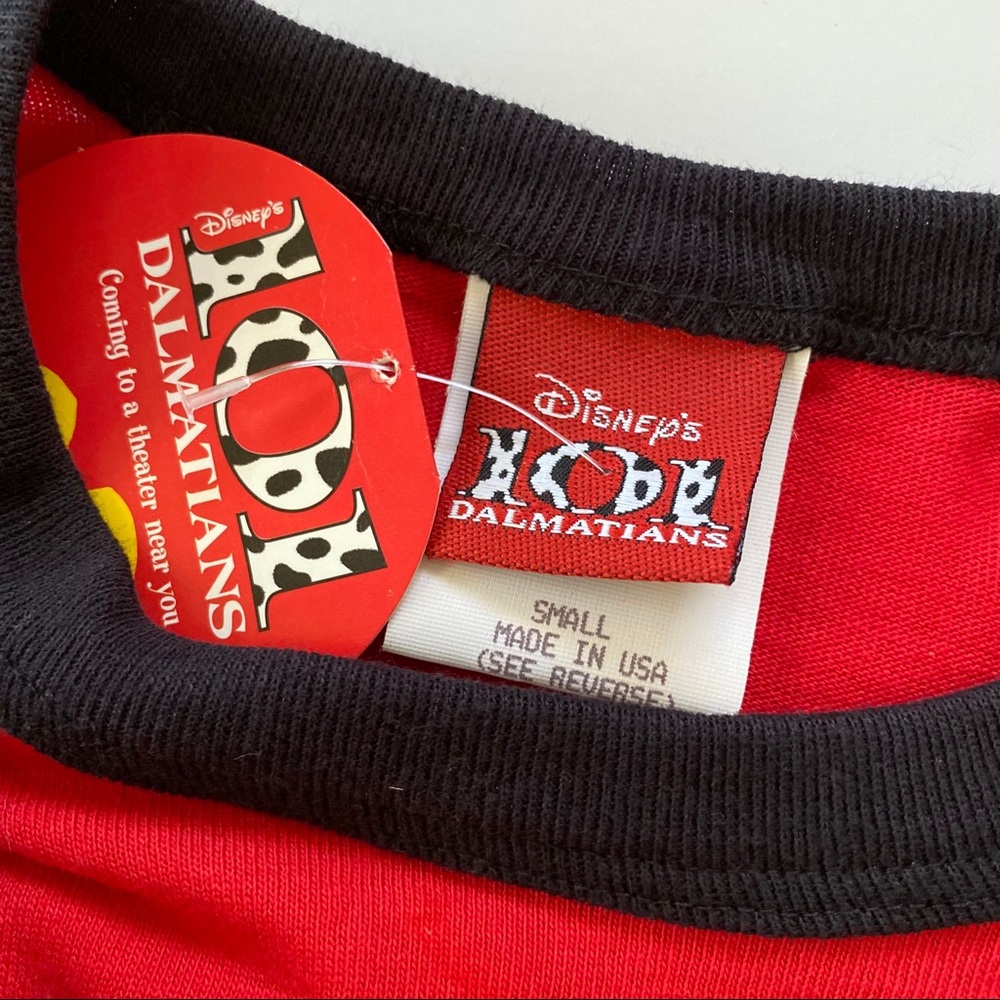 Disney's
101
DALMATIANS
Coming to a theater near you
Disney's
101
DALMATIANS
SMALL
MADE IN USA
(SEE REVERSE)